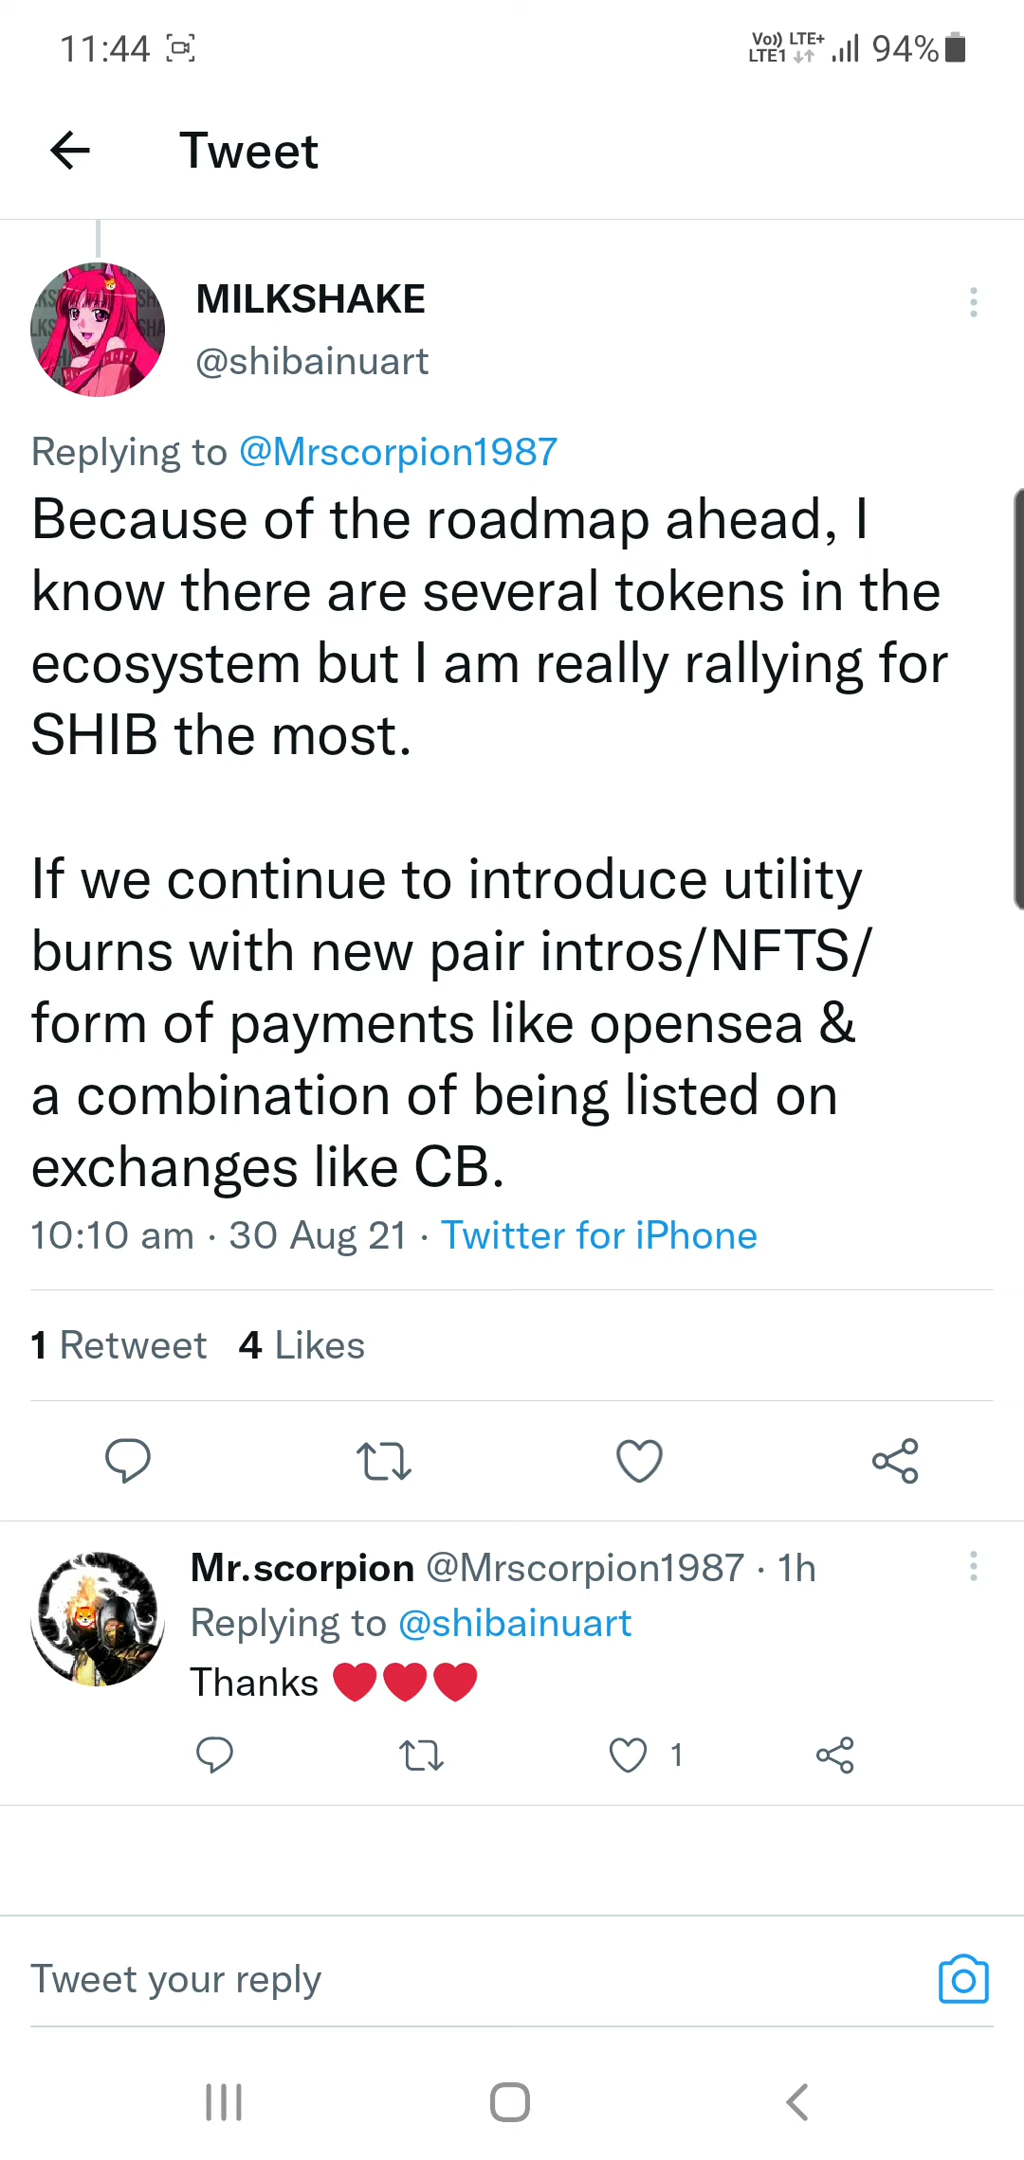 11:44
Vo)) LTE+
LTE1
94%
Tweet
MILKSHAKE
@shibainuart
Replying to @Mrscorpion1987
Because of the roadmap ahead, I
know there are several tokens in the
ecosystem but I am really rallying for
SHIB the most.
If we continue to introduce utility
burns with new pair intros/NFTS/
form of payments like opensea &
a combination of being listed on
exchanges like CB.
10:10 am · 30 Aug 21 · Twitter for iPhone
1 Retweet 4 Likes
Mr.scorpion @Mrscorpion1987 · 1h
Replying to @shibainuart
Thanks ❤️❤️❤️
1
Tweet your reply